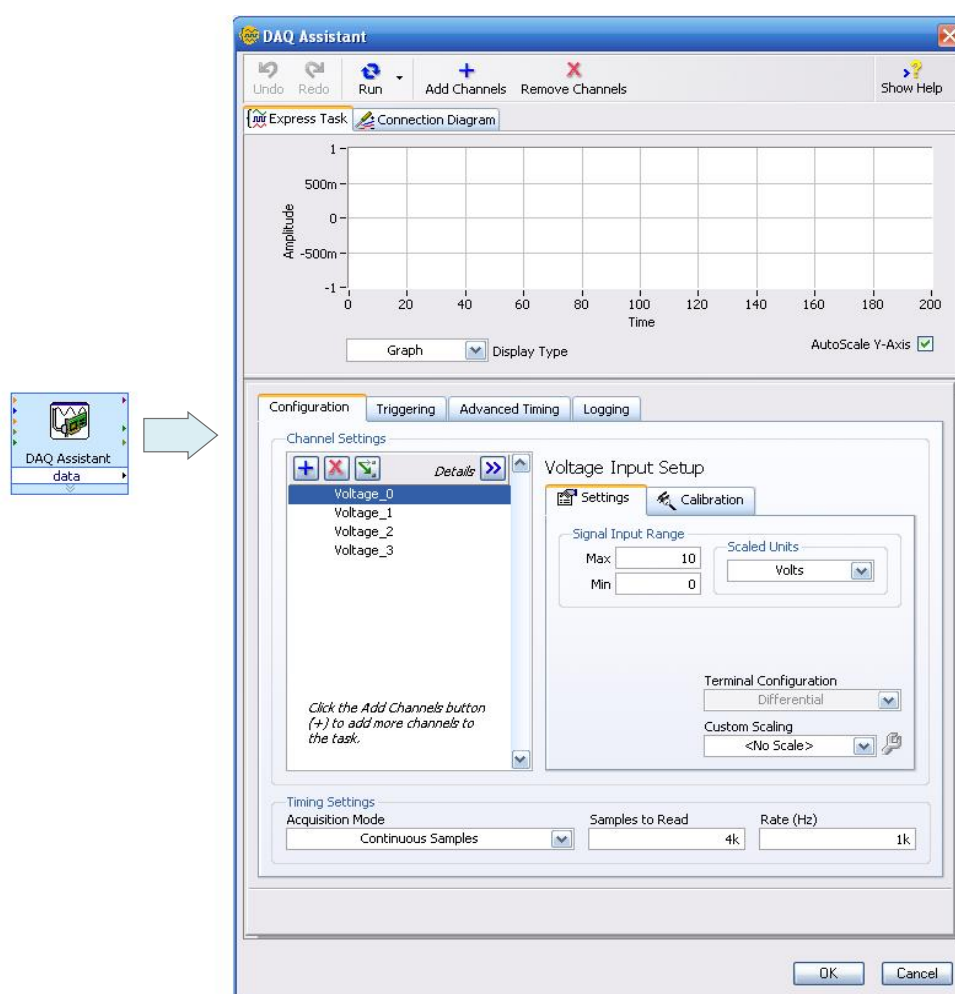 DAQ Assistant
Undo Redo Run Add Channels Remove Channels Show Help
Express Task Connection Diagram
1
500m
0
-500m
-1
Amplitude
0 20 40 60 80 100 120 140 160 180 200
Time
Graph Display Type AutoScale Y-Axis
DAQ Assistant
data
Configuration Triggering Advanced Timing Logging
Channel Settings
Details
Voltage_0
Voltage_1
Voltage_2
Voltage_3
Click the Add Channels button
(+) to add more channels to
the task.
Voltage Input Setup
Settings Calibration
Signal Input Range
Max 10
Min 0
Scaled Units
Volts
Terminal Configuration
Differential
Custom Scaling
<No Scale>
Timing Settings
Acquisition Mode Samples to Read Rate (Hz)
Continuous Samples 4k 1k
OK Cancel